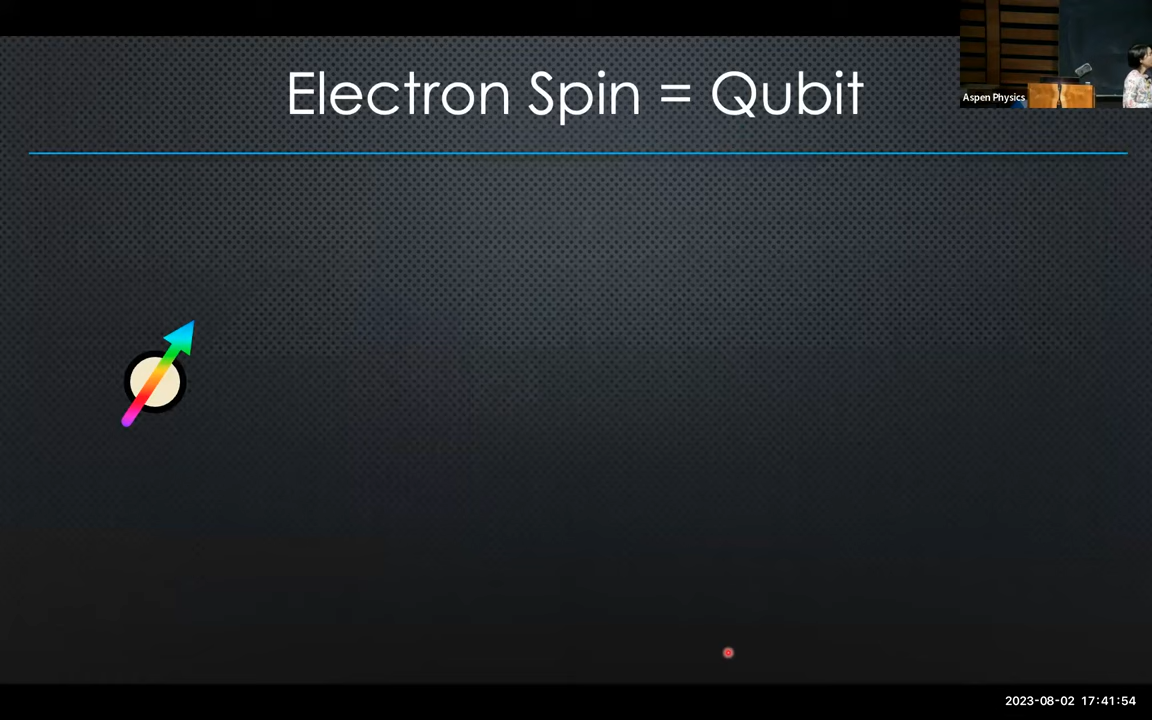 Electron Spin = Qubit
Aspen Physics
2023-08-02 17:41:54